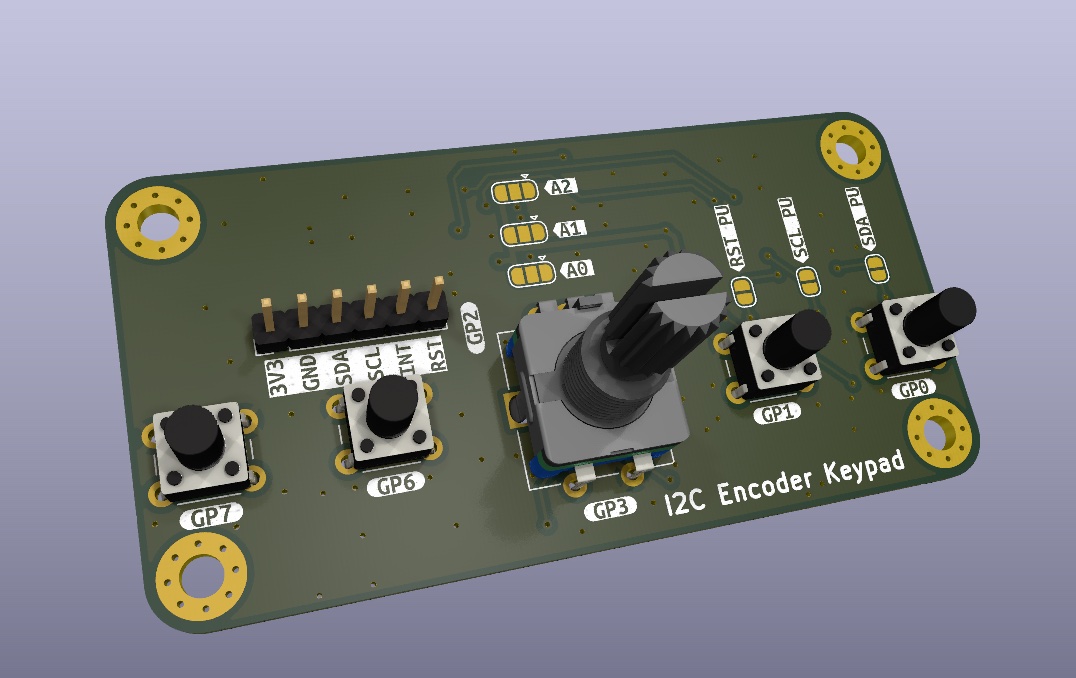 A2
A1
A0
RST PU
SCL PU
SDA PU
3V3
GND
SDA
SCL
INT
RST
GP2
GP7
GP6
GP3
GP1
GP0
I2C Encoder Keypad